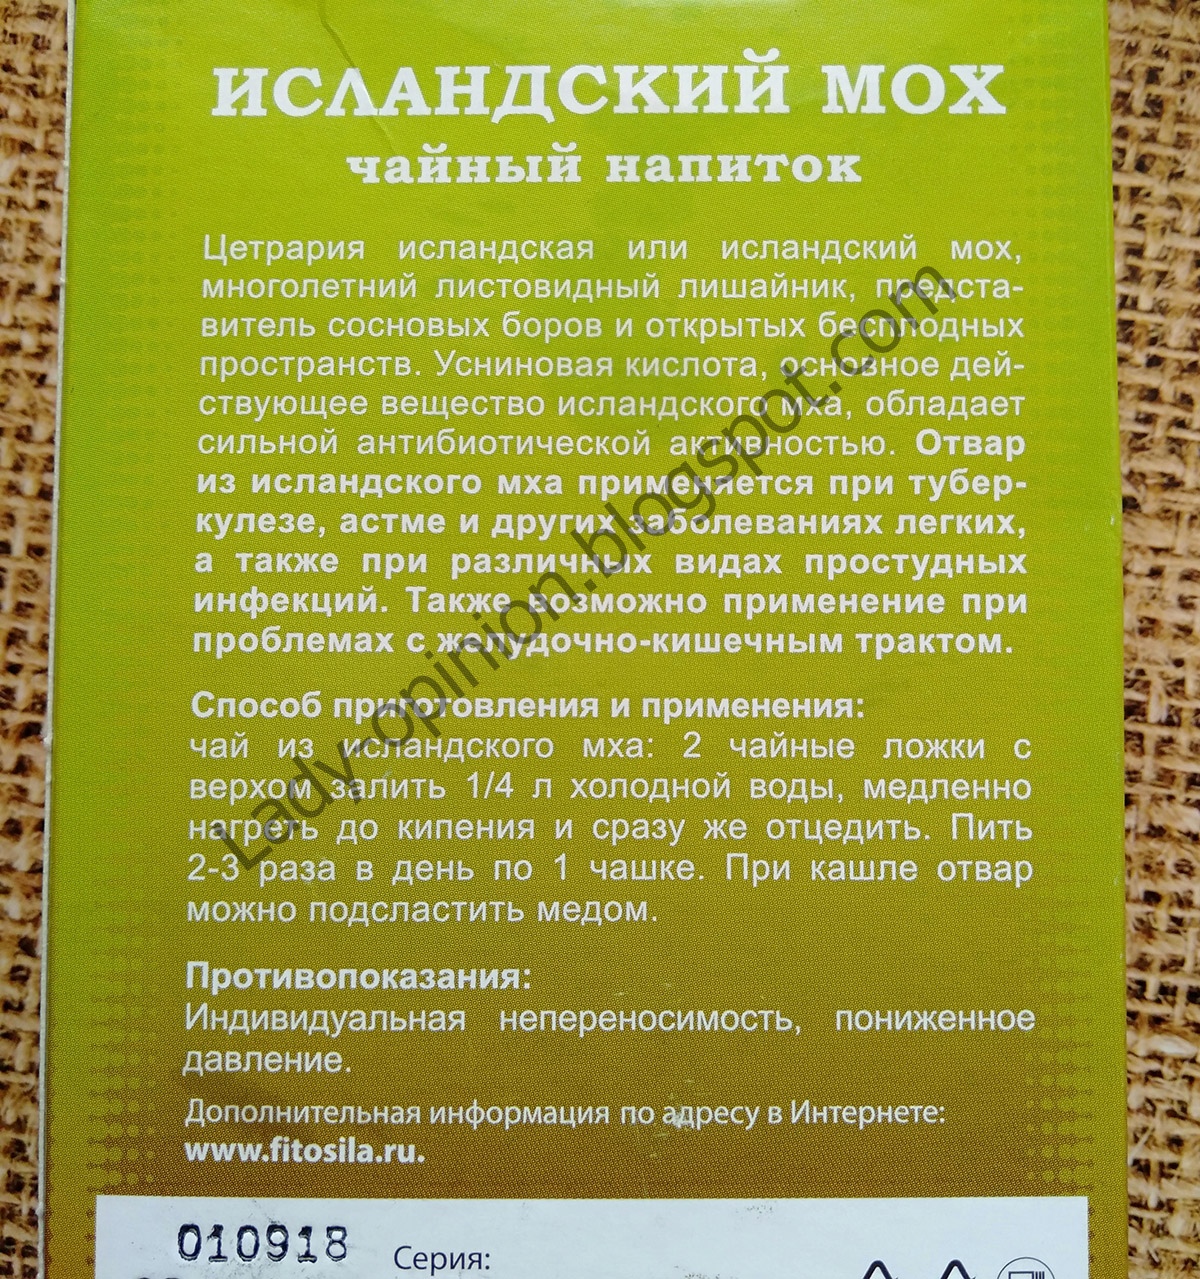 ИСЛАНДСКИЙ МОХ
чайный напиток
Цетрария исландская или исландский мох,
многолетний листовидный лишайник, предста-
витель сосновых боров и открытых бесплодных
пространств. Усниновая кислота, основное дей-
ствующее вещество исландского мха, обладает
сильной антибиотической активностью. Отвар
из исландского мха применяется при тубер-
кулезе, астме и других заболеваниях легких,
а также при различных видах простудных
инфекций. Также возможно применение при
проблемах с желудочно-кишечным трактом.
Способ приготовления и применения:
чай из исландского мха: 2 чайные ложки с
верхом залить 1/4 л холодной воды, медленно
нагреть до кипения и сразу же отцедить. Пить
2-3 раза в день по 1 чашке. При кашле отвар
можно подсластить медом.
Противопоказания:
Индивидуальная непереносимость, пониженное
давление.
Дополнительная информация по адресу в Интернете:
www.fitosila.ru.
010918 Серия:
Lady-opinion.blogspot.com